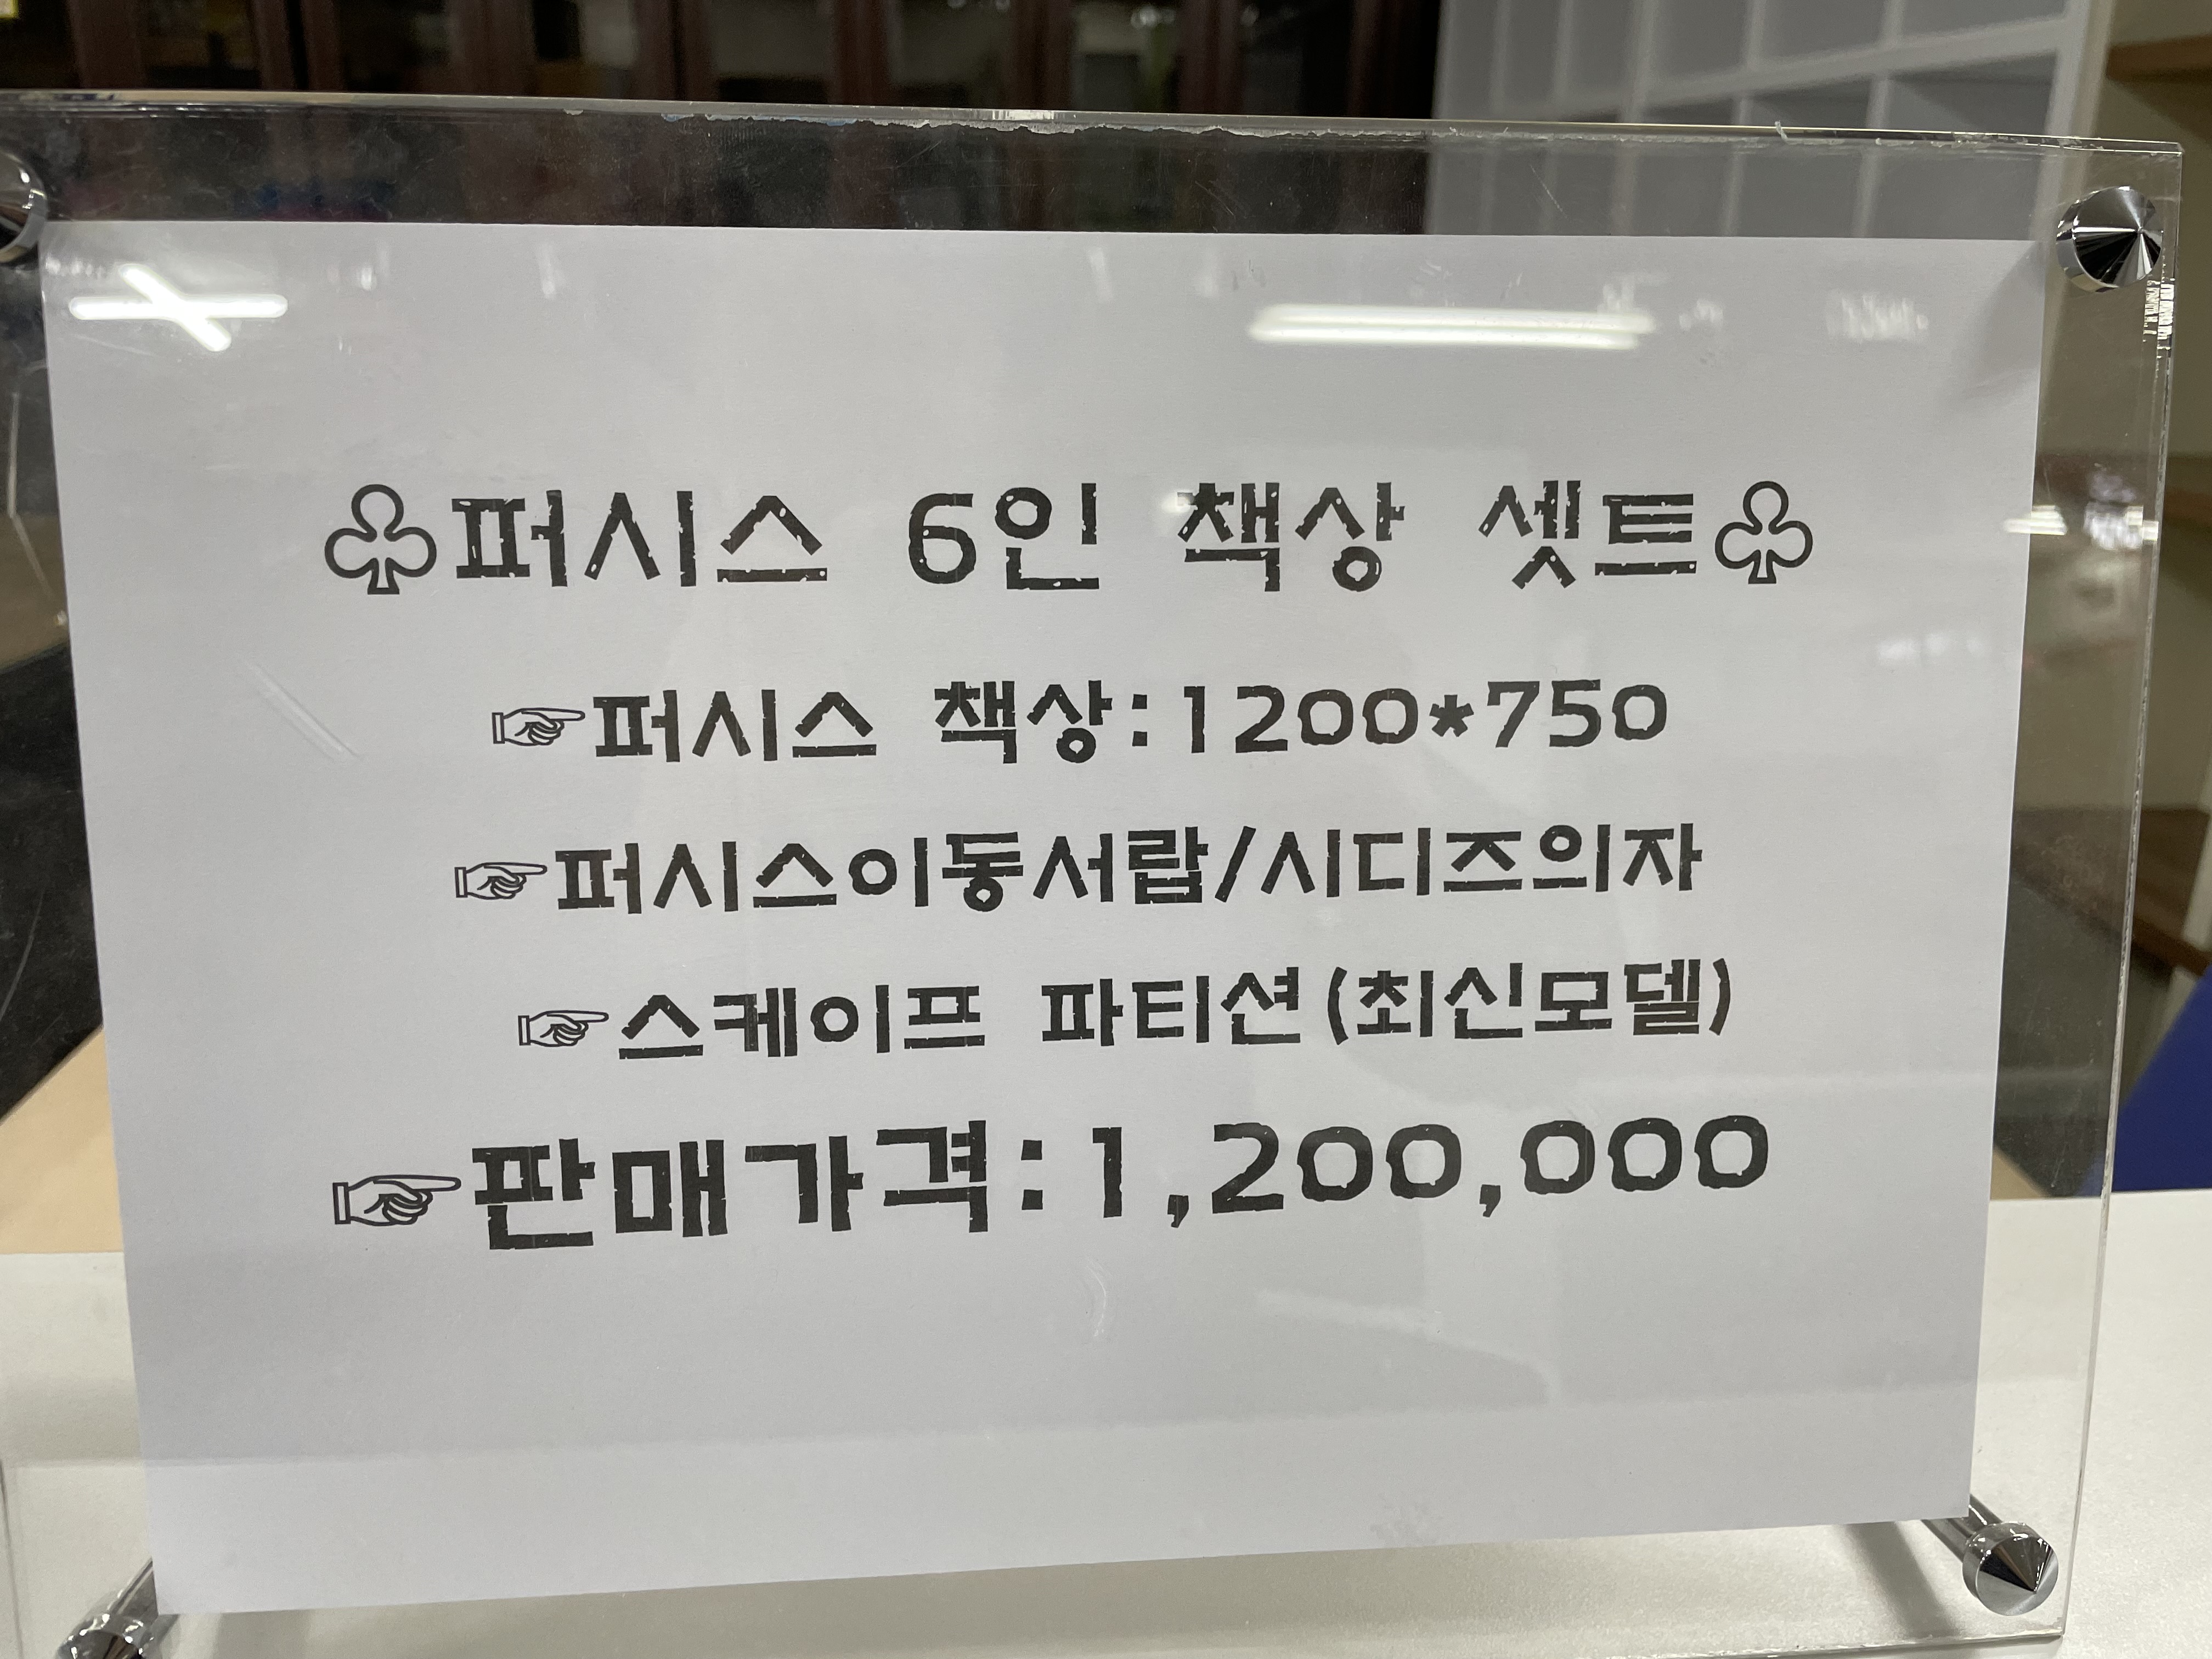 ♧퍼시스 6인 책상 셋트♧
☞퍼시스 책상:1200*750
☞퍼시스이동서랍/시디즈의자
☞스케이프 파티션(최신모델)
☞판매가격:1,200,000